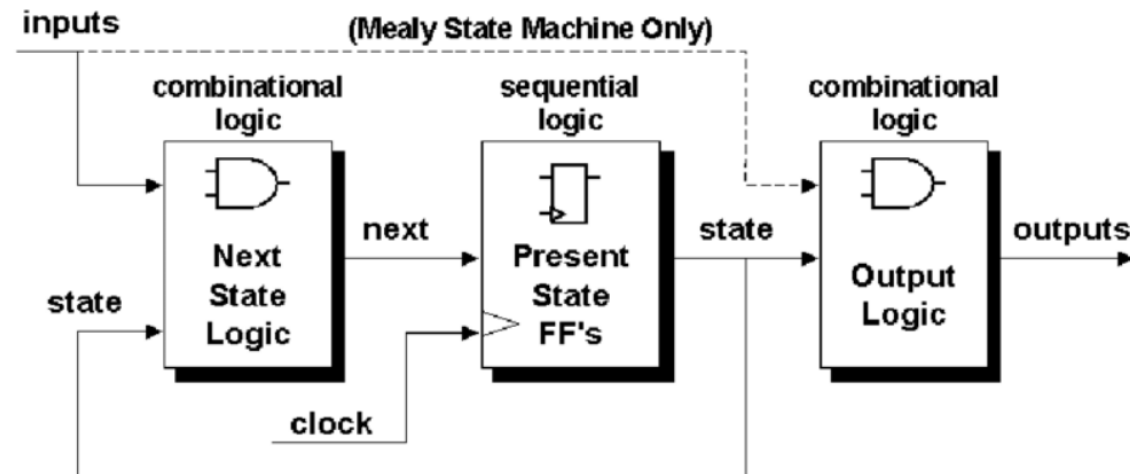 inputs
(Mealy State Machine Only)
combinational
logic
sequential
logic
combinational
logic
next
state
outputs
Next
State
Logic
Present
State
FF's
Output
Logic
state
clock